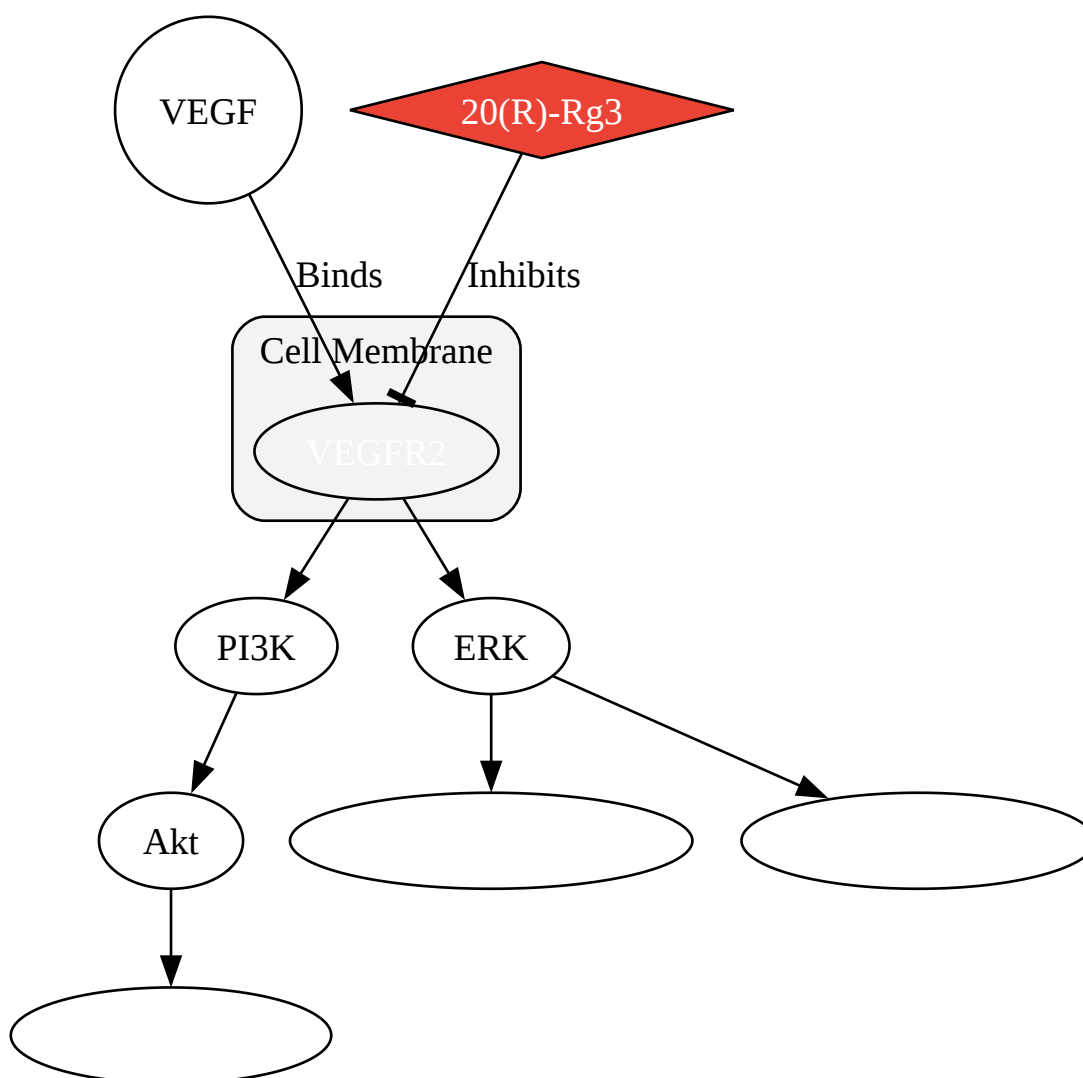 VEGF
20(R)-Rg3
Binds
Inhibits
Cell Membrane
VEGFR2
PI3K
ERK
Akt